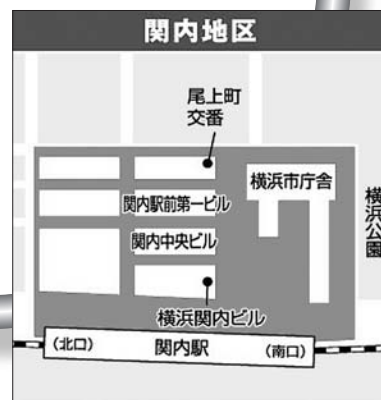 関内地区
尾上町
交番
横浜市庁舎
関内駅前第一ビル
横浜公園
関内中央ビル
横浜関内ビル
(北口)
関内駅
(南口)